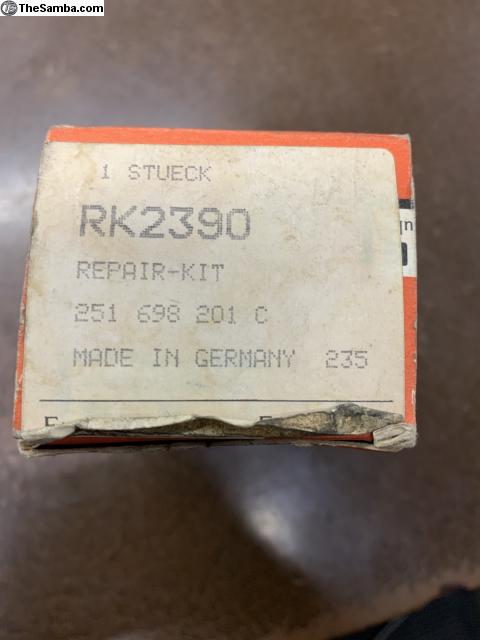 TheSamba.com
1 STUECK
RK2390
REPAIR-KIT
251 698 201 C
MADE IN GERMANY 235